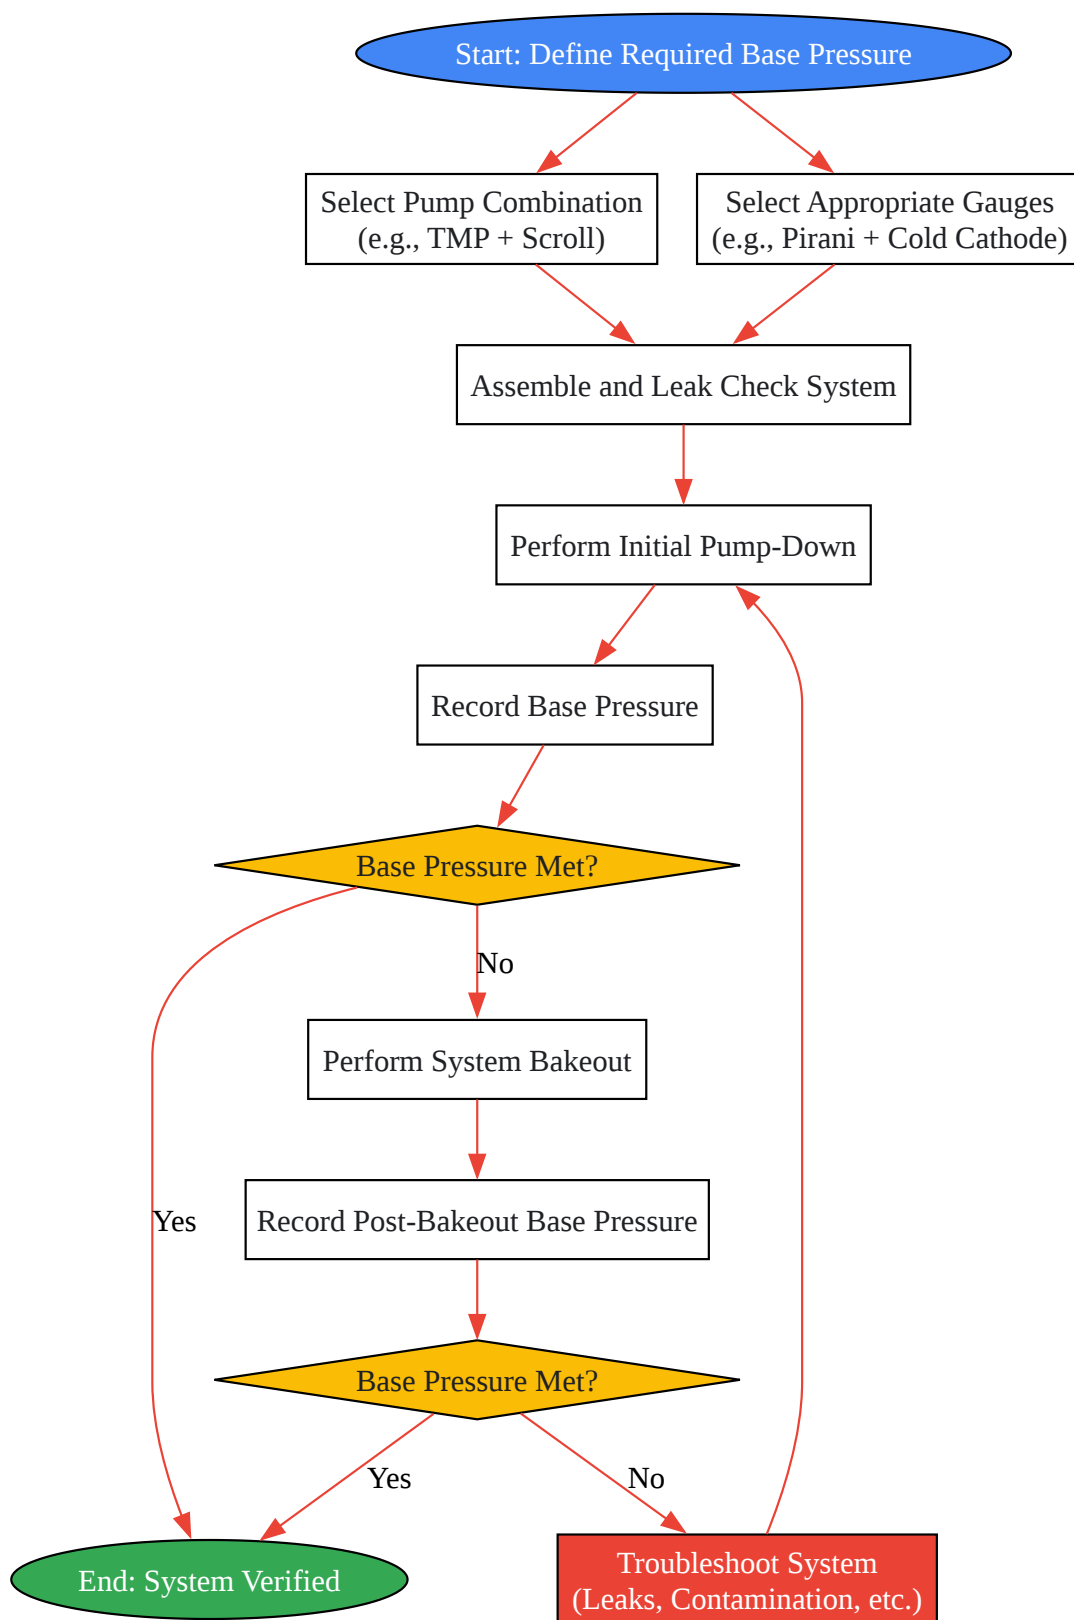 Start: Define Required Base Pressure
Select Pump Combination
(e.g., TMP + Scroll)
Select Appropriate Gauges
(e.g., Pirani + Cold Cathode)
Assemble and Leak Check System
Perform Initial Pump-Down
Record Base Pressure
Base Pressure Met?
No
Perform System Bakeout
Record Post-Bakeout Base Pressure
Yes
Base Pressure Met?
Yes
No
End: System Verified
Troubleshoot System
(Leaks, Contamination, etc.)